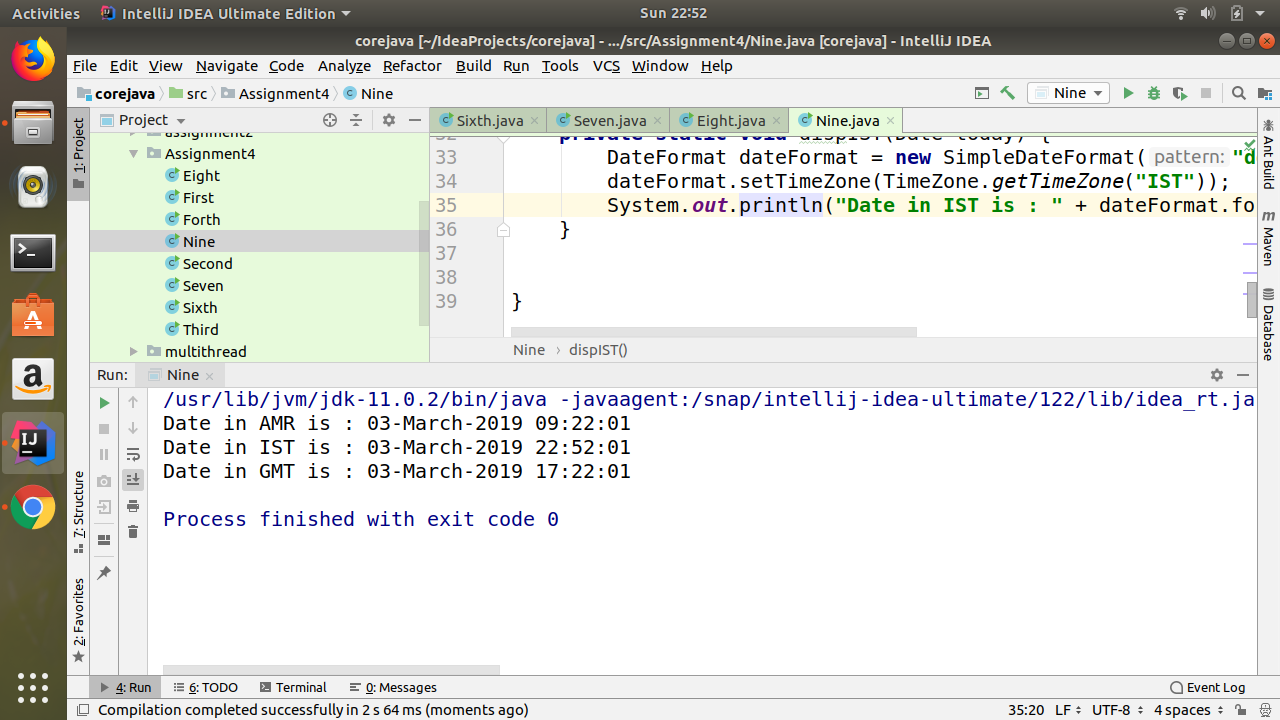 Activities IntelliJ IDEA Ultimate Edition Sun 22:52
corejava [~/IdeaProjects/corejava] - .../src/Assignment4/Nine.java [corejava] - IntelliJ IDEA
File Edit View Navigate Code Analyze Refactor Build Run Tools VCS Window Help
corejava src Assignment4 Nine Nine
1: Project
Project
assignment2
Assignment4
Eight
First
Forth
Nine
Second
Seven
Sixth
Third
multithread
Sixth.java Seven.java Eight.java Nine.java
32 private static void dispIST(Date today) {
33 DateFormat dateFormat = new SimpleDateFormat( pattern: "d
34 dateFormat.setTimeZone(TimeZone.getTimeZone("IST"));
35 System.out.println("Date in IST is : " + dateFormat.fo
36 }
37
38
39 }
Nine › dispIST()
Ant Build
m Maven
Database
Run: Nine
/usr/lib/jvm/jdk-11.0.2/bin/java -javaagent:/snap/intellij-idea-ultimate/122/lib/idea_rt.ja
Date in AMR is : 03-March-2019 09:22:01
Date in IST is : 03-March-2019 22:52:01
Date in GMT is : 03-March-2019 17:22:01
Process finished with exit code 0
7: Structure
2: Favorites
4: Run 6: TODO Terminal 0: Messages Event Log
Compilation completed successfully in 2 s 64 ms (moments ago) 35:20 LF UTF-8 4 spaces